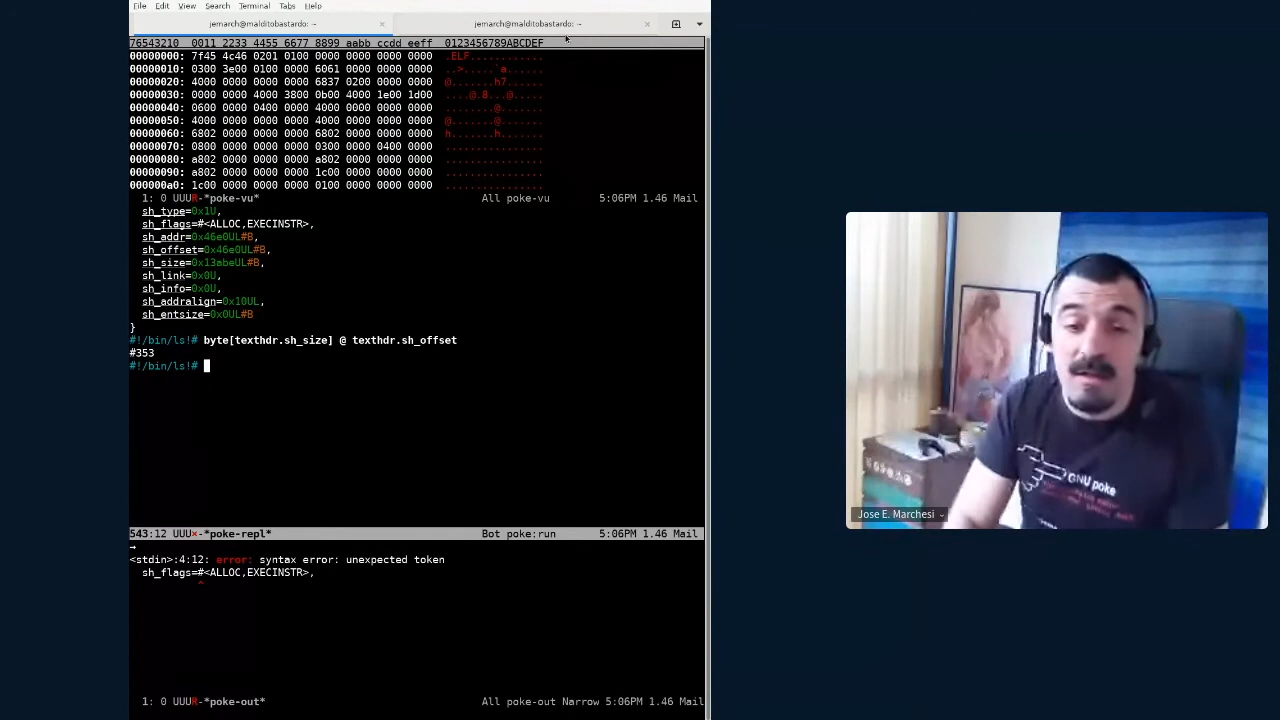 File Edit View Search Terminal Tabs Help
jemarch@malditobastardo: ~ × jemarch@malditobastardo: ~ ×
76543210 0011 2233 4455 6677 8899 aabb ccdd eeff 0123456789ABCDEF
00000000: 7f45 4c46 0201 0100 0000 0000 0000 0000 .ELF............
00000010: 0300 3e00 0100 0000 6061 0000 0000 0000 ..>.....`a......
00000020: 4000 0000 0000 0000 6837 0200 0000 0000 @.......h7......
00000030: 0000 0000 4000 3800 0b00 4000 1e00 1d00 ....@.8...@.....
00000040: 0600 0000 0400 0000 4000 0000 0000 0000 ........@.......
00000050: 4000 0000 0000 0000 4000 0000 0000 0000 @.......@.......
00000060: 6802 0000 0000 0000 6802 0000 0000 0000 h.......h.......
00000070: 0800 0000 0000 0000 0300 0000 0400 0000 ................
00000080: a802 0000 0000 0000 a802 0000 0000 0000 ................
00000090: a802 0000 0000 0000 1c00 0000 0000 0000 ................
000000a0: 1c00 0000 0000 0000 0100 0000 0000 0000 ................
1: 0 UUUR-*poke-vu* All poke-vu 5:06PM 1.46 Mail
sh_type=0x1U,
sh_flags=#<ALLOC,EXECINSTR>,
sh_addr=0x46e0UL#B,
sh_offset=0x46e0UL#B,
sh_size=0x13abeUL#B,
sh_link=0x0U,
sh_info=0x0U,
sh_addralign=0x10UL,
sh_entsize=0x0UL#B
}
#!/bin/ls!# byte[texthdr.sh_size] @ texthdr.sh_offset
#353
#!/bin/ls!#
543:12 UUU×-*poke-repl* Bot poke:run 5:06PM 1.46 Mail
→
<stdin>:4:12: error: syntax error: unexpected token
sh_flags=#<ALLOC,EXECINSTR>,
^
1: 0 UUUR-*poke-out* All poke-out Narrow 5:06PM 1.46 Mail
GNU poke
Jose E. Marchesi